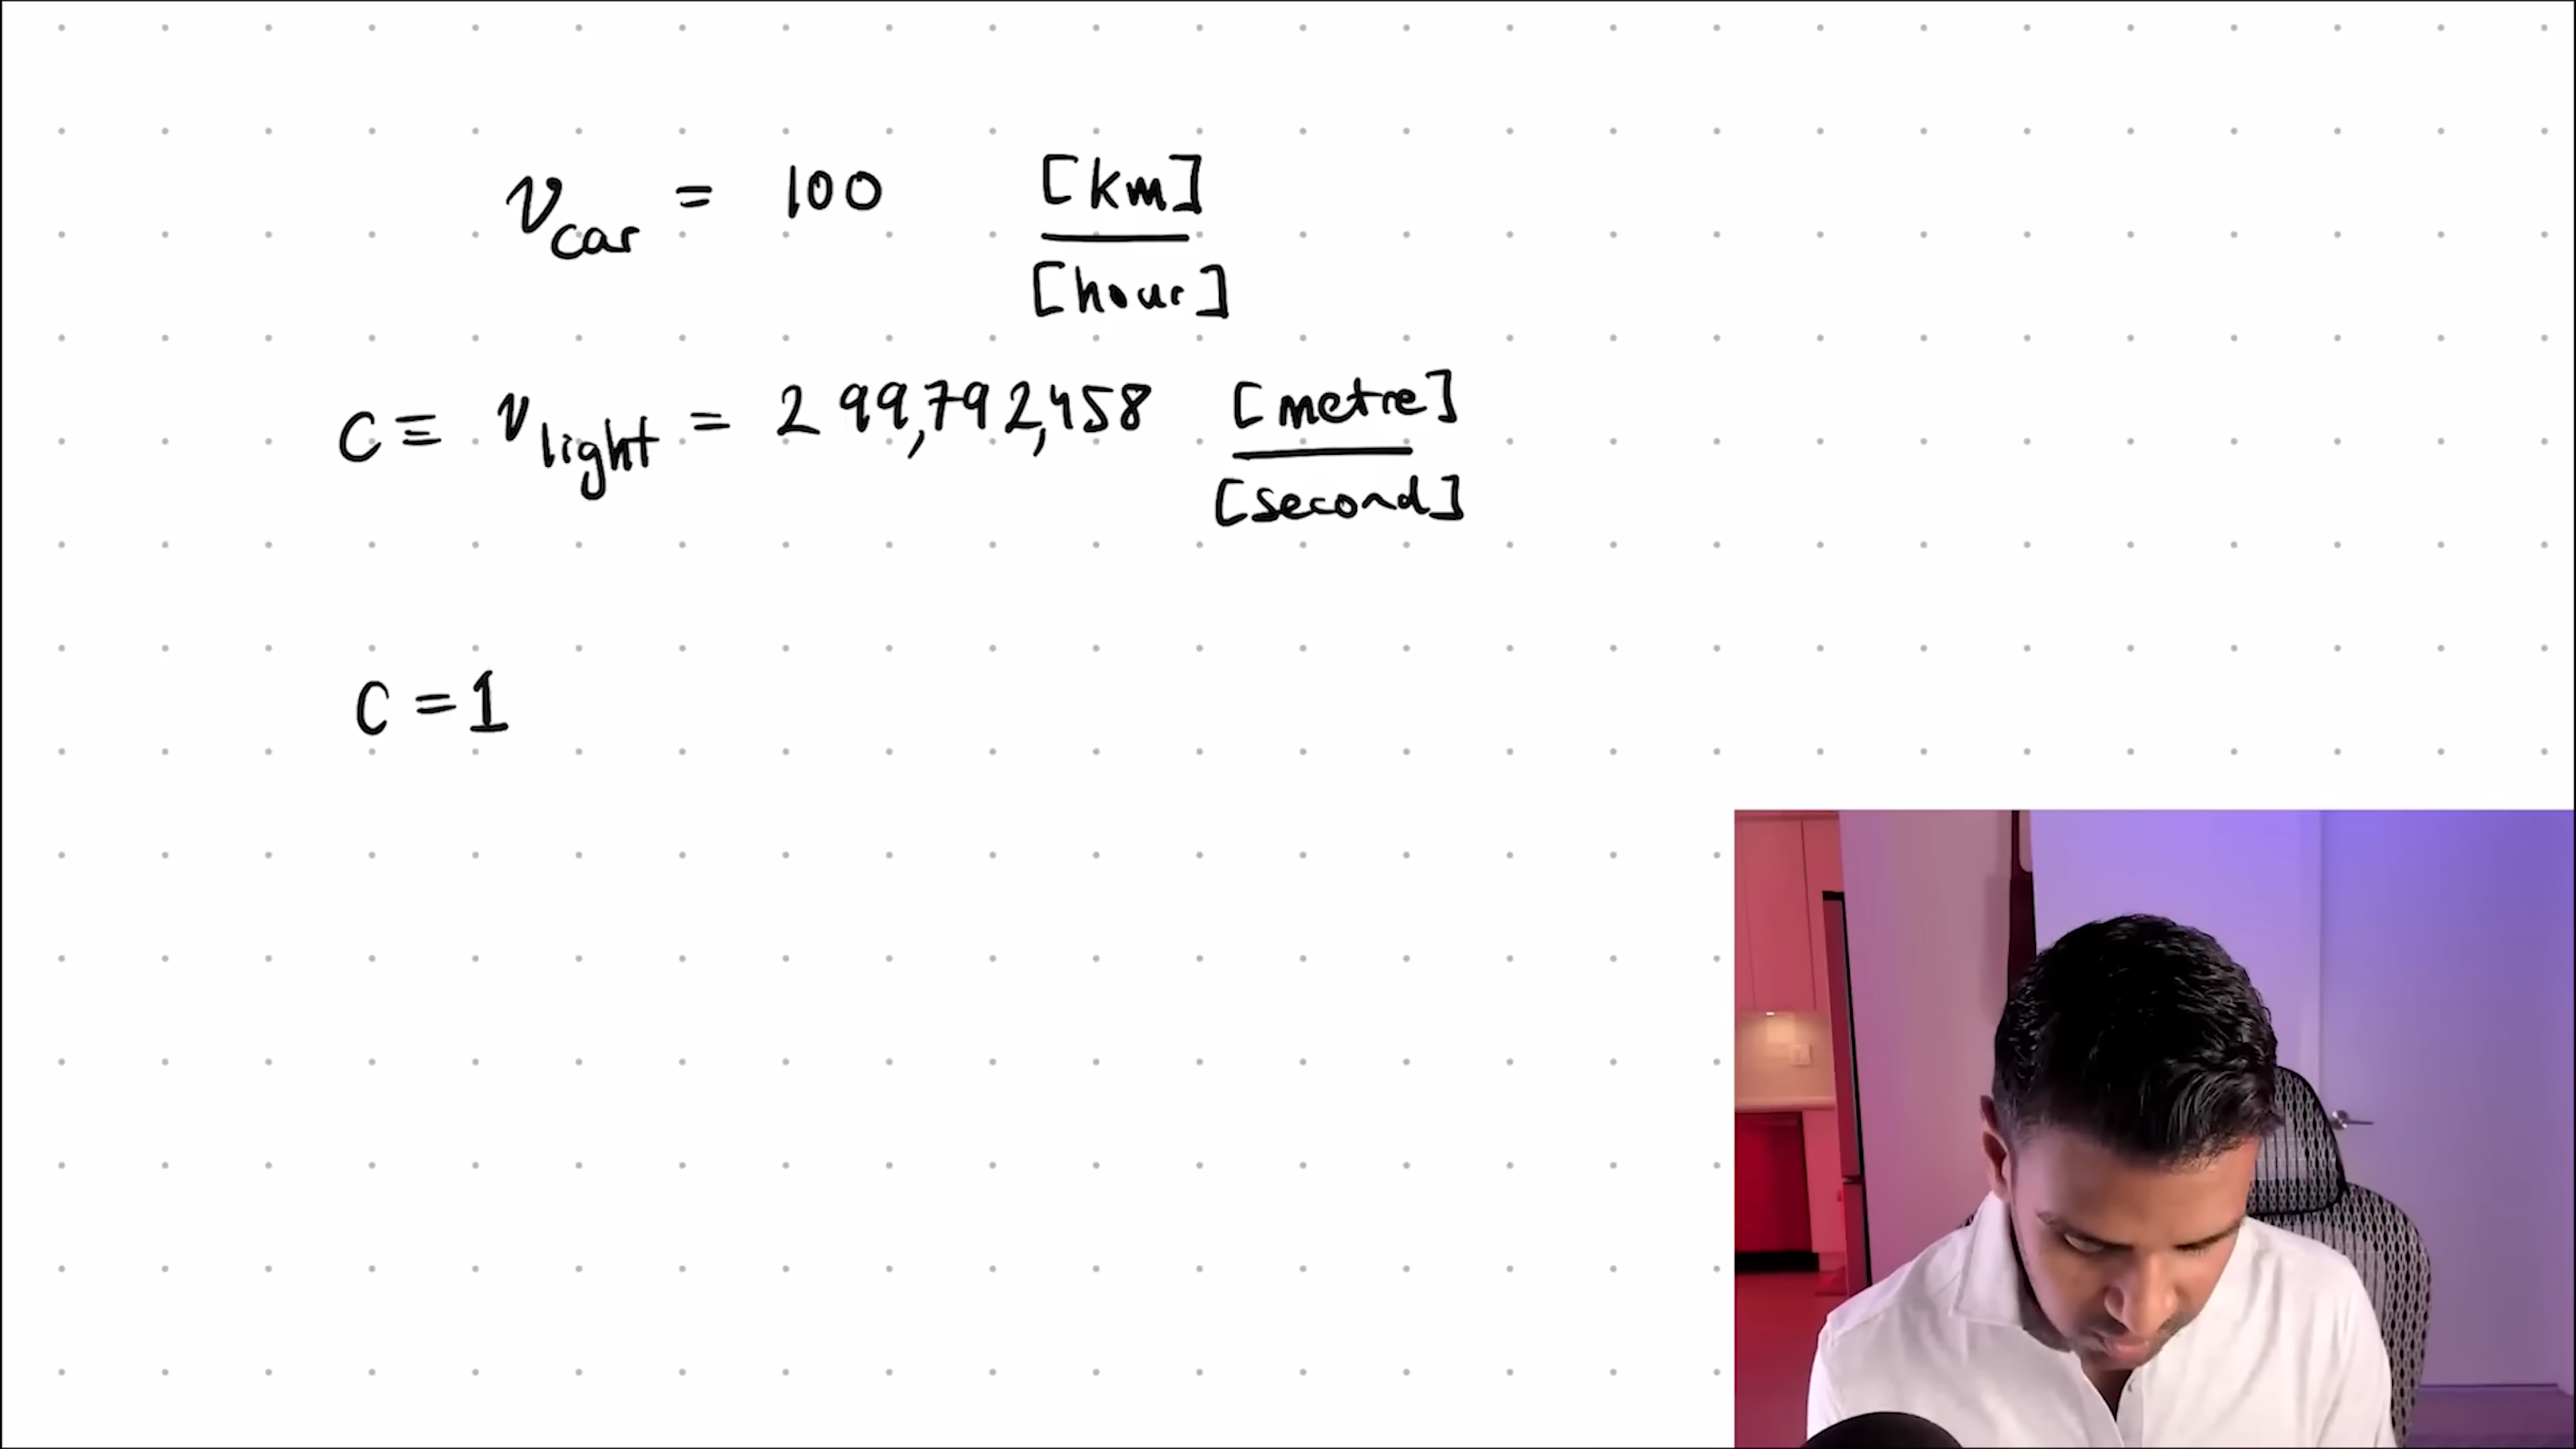 v_car = 100 [km]/[hour]
C ≡ v_light = 299,792,458 [metre]/[second]
C = 1